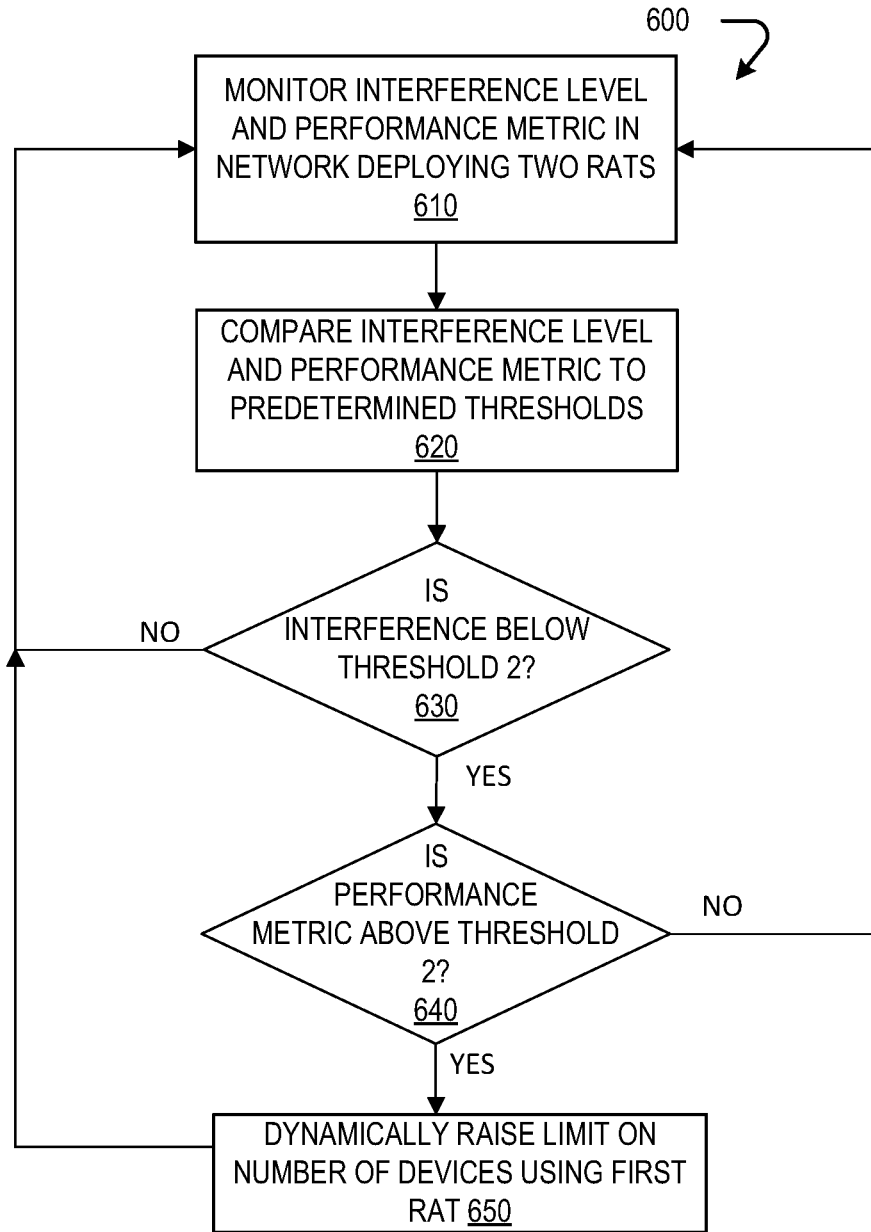 600
MONITOR INTERFERENCE LEVEL
AND PERFORMANCE METRIC IN
NETWORK DEPLOYING TWO RATS
610
COMPARE INTERFERENCE LEVEL
AND PERFORMANCE METRIC TO
PREDETERMINED THRESHOLDS
620
IS
INTERFERENCE BELOW
THRESHOLD 2?
630
NO
YES
IS
PERFORMANCE
METRIC ABOVE THRESHOLD
2?
640
NO
YES
DYNAMICALLY RAISE LIMIT ON
NUMBER OF DEVICES USING FIRST
RAT 650